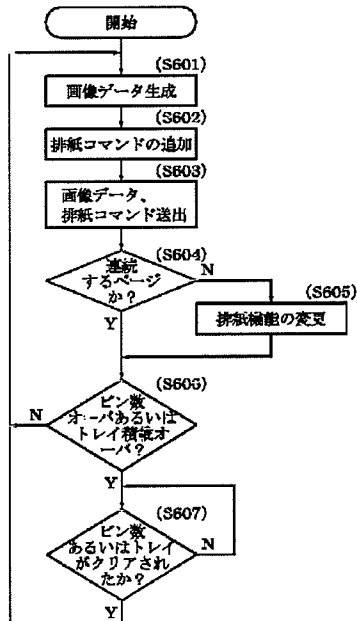 開始
(S601)
画像データ生成
(S602)
排紙コマンドの追加
(S603)
画像データ、
排紙コマンド送出
(S604)
連続
するページ
か?
N
Y
(S605)
排紙機能の変更
(S606)
ビン数
オーバあるいは
トレイ積載オ
ーバ?
N
Y
(S607)
ビン数
あるいはトレイ
がクリアされ
たか?
N
Y